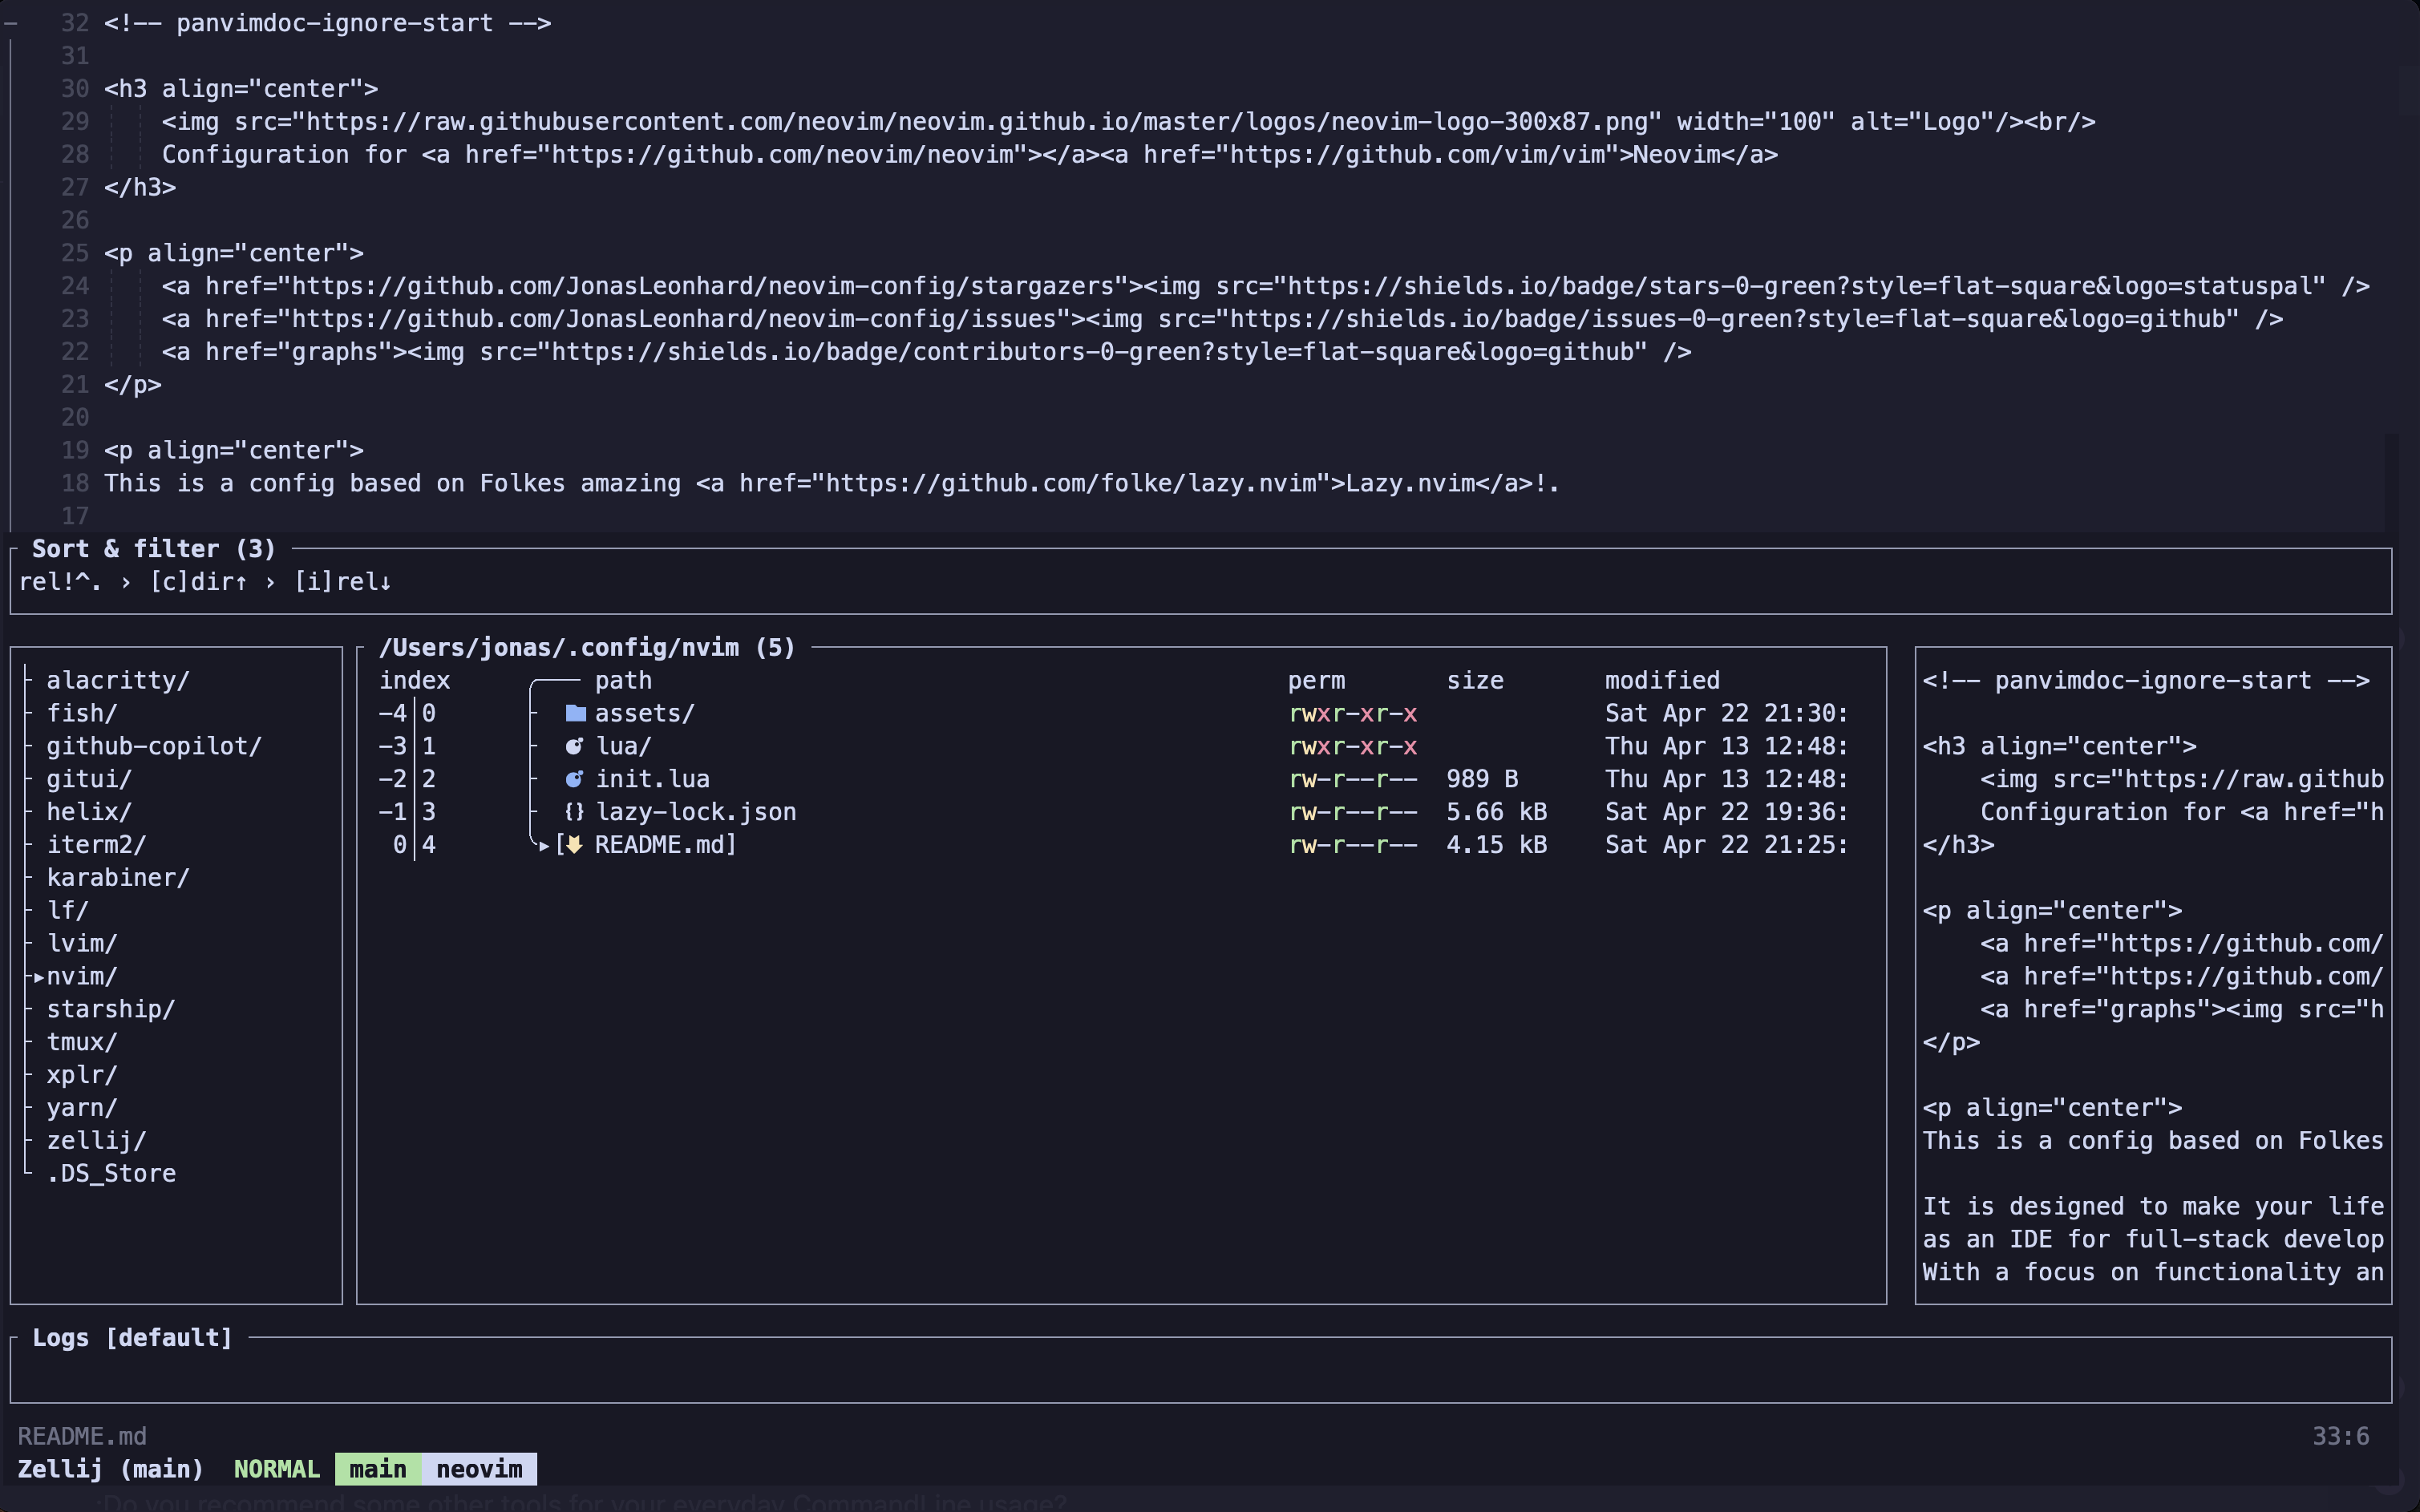 32 <!-- panvimdoc-ignore-start -->
31
30 <h3 align="center">
29     <img src="https://raw.githubusercontent.com/neovim/neovim.github.io/master/logos/neovim-logo-300x87.png" width="100" alt="Logo"/><br/>
28     Configuration for <a href="https://github.com/neovim/neovim"></a><a href="https://github.com/vim/vim">Neovim</a>
27 </h3>
26
25 <p align="center">
24     <a href="https://github.com/JonasLeonhard/neovim-config/stargazers"><img src="https://shields.io/badge/stars-0-green?style=flat-square&logo=statuspal" />
23     <a href="https://github.com/JonasLeonhard/neovim-config/issues"><img src="https://shields.io/badge/issues-0-green?style=flat-square&logo=github" />
22     <a href="graphs"><img src="https://shields.io/badge/contributors-0-green?style=flat-square&logo=github" />
21 </p>
20
19 <p align="center">
18 This is a config based on Folkes amazing <a href="https://github.com/folke/lazy.nvim">Lazy.nvim</a>!.
17
Sort & filter (3)
rel!^. › [c]dir↑ › [i]rel↓
alacritty/
fish/
github-copilot/
gitui/
helix/
iterm2/
karabiner/
lf/
lvim/
▸nvim/
starship/
tmux/
xplr/
yarn/
zellij/
.DS_Store
/Users/jonas/.config/nvim (5)
index path perm size modified
-4│0 assets/ rwxr-xr-x Sat Apr 22 21:30:
-3│1 lua/ rwxr-xr-x Thu Apr 13 12:48:
-2│2 init.lua rw-r--r-- 989 B Thu Apr 13 12:48:
-1│3 {} lazy-lock.json rw-r--r-- 5.66 kB Sat Apr 22 19:36:
0│4 ▸[ README.md] rw-r--r-- 4.15 kB Sat Apr 22 21:25:
<!-- panvimdoc-ignore-start -->
<h3 align="center">
    <img src="https://raw.github
    Configuration for <a href="h
</h3>
<p align="center">
    <a href="https://github.com/
    <a href="https://github.com/
    <a href="graphs"><img src="h
</p>
<p align="center">
This is a config based on Folkes
It is designed to make your life
as an IDE for full-stack develop
With a focus on functionality an
Logs [default]
README.md 33:6
Zellij (main) NORMAL main neovim
:Do you recommend some other tools for your everyday CommandLine usage?